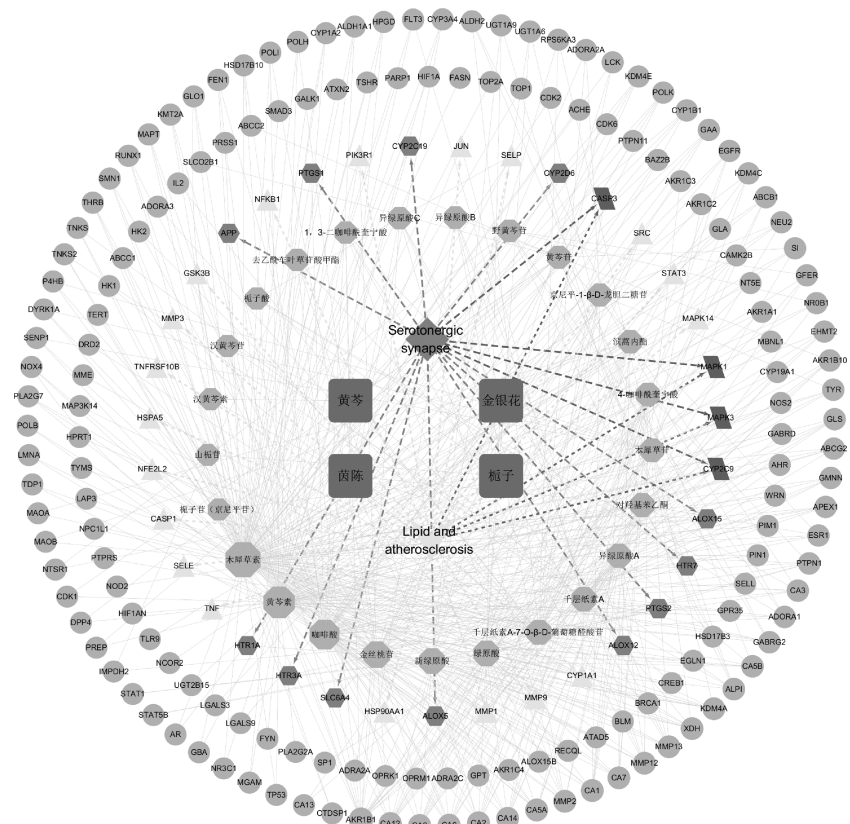 FLT3
CYP3A4
ALDH2
UGT1A9
UGT1A6
RPS6KA3
ADORA2A
LCK
KDM4E
POLK
CYP1B1
GAA
EGFR
KDM4C
ABCB1
NEU2
SI
GFER
NR0B1
EHMT2
AKR1B10
TYR
GLS
ABCG2
GMNN
APEX1
ESR1
PTPN1
CA3
ADORA1
GABRG2
CA5B
ALPI
KDM4A
XDH
MMP13
MMP12
CA7
CA1
MMP2
CA5A
CA14
CA2
AKR1B1
CTDSP1
CA13
TP53
MGAM
NR3C1
GBA
AR
STAT5B
STAT1
IMPDH2
PREP
DPP4
CDK1
NTSR1
MAOB
MAOA
TDP1
LMNA
POLB
PLA2G7
NOX4
SENP1
DYRK1A
P4HB
TNKS2
TNKS
THRB
SMN1
RUNX1
MAPT
KMT2A
GLO1
FEN1
HSD17B10
POLI
POLH
CYP1A2
ALDH1A1
HPGD
HIF1A
FASN
TOP2A
TOP1
CDK2
ACHE
CDK6
PTPN11
BAZ2B
AKR1C3
AKR1C2
GLA
CAMK2B
NT5E
AKR1A1
MBNL1
CYP19A1
NOS2
GABRD
AHR
WRN
PIM1
PIN1
SELL
GPR35
HSD17B3
EGLN1
CREB1
BRCA1
BLM
ATAD5
RECQL
ALOX15B
AKR1C4
GPT
ADRA2C
OPRM1
OPRK1
ADRA2A
SP1
PLA2G2A
FYN
LGALS9
LGALS3
UGT2B15
NCOR2
TLR9
HIF1AN
NOD2
PTPRS
NPC1L1
LAP3
TYMS
HPRT1
MAP3K14
MME
DRD2
TERT
HK1
ABCC1
HK2
ADORA3
IL2
SLCO2B1
PRSS1
ABCC2
SMAD3
GALK1
ATXN2
TSHR
PARP1
CYP2C19
JUN
SELP
CYP2D6
CASP3
SRC
STAT3
MAPK14
MAPK1
MAPK3
CYP2C9
ALOX15
HTR7
PTGS2
ALOX12
CYP1A1
MMP9
MMP1
ALOX5
HSP90AA1
SLC6A4
HTR3A
HTR1A
TNF
SELE
CASP1
NFE2L2
HSPA5
TNFRSF10B
MMP3
GSK3B
APP
NFKB1
PTGS1
PIK3R1
异绿原酸C
异绿原酸B
野黄芩苷
黄芩苷
京尼平-1-β-D-龙胆二糖苷
滨蒿内酯
4-咖啡酰奎宁酸
木犀草苷
对羟基苯乙酮
异绿原酸A
千层纸素A
千层纸素A-7-O-β-D-葡萄糖醛酸苷
绿原酸
新绿原酸
金丝桃苷
咖啡酸
黄芩素
木犀草素
栀子苷（京尼平苷）
山栀苷
汉黄芩素
汉黄芩苷
栀子酸
去乙酰车叶草苷酸甲酯
1，3-二咖啡酰奎宁酸
Serotonergic
synapse
黄芩
金银花
茵陈
栀子
Lipid and
atherosclerosis